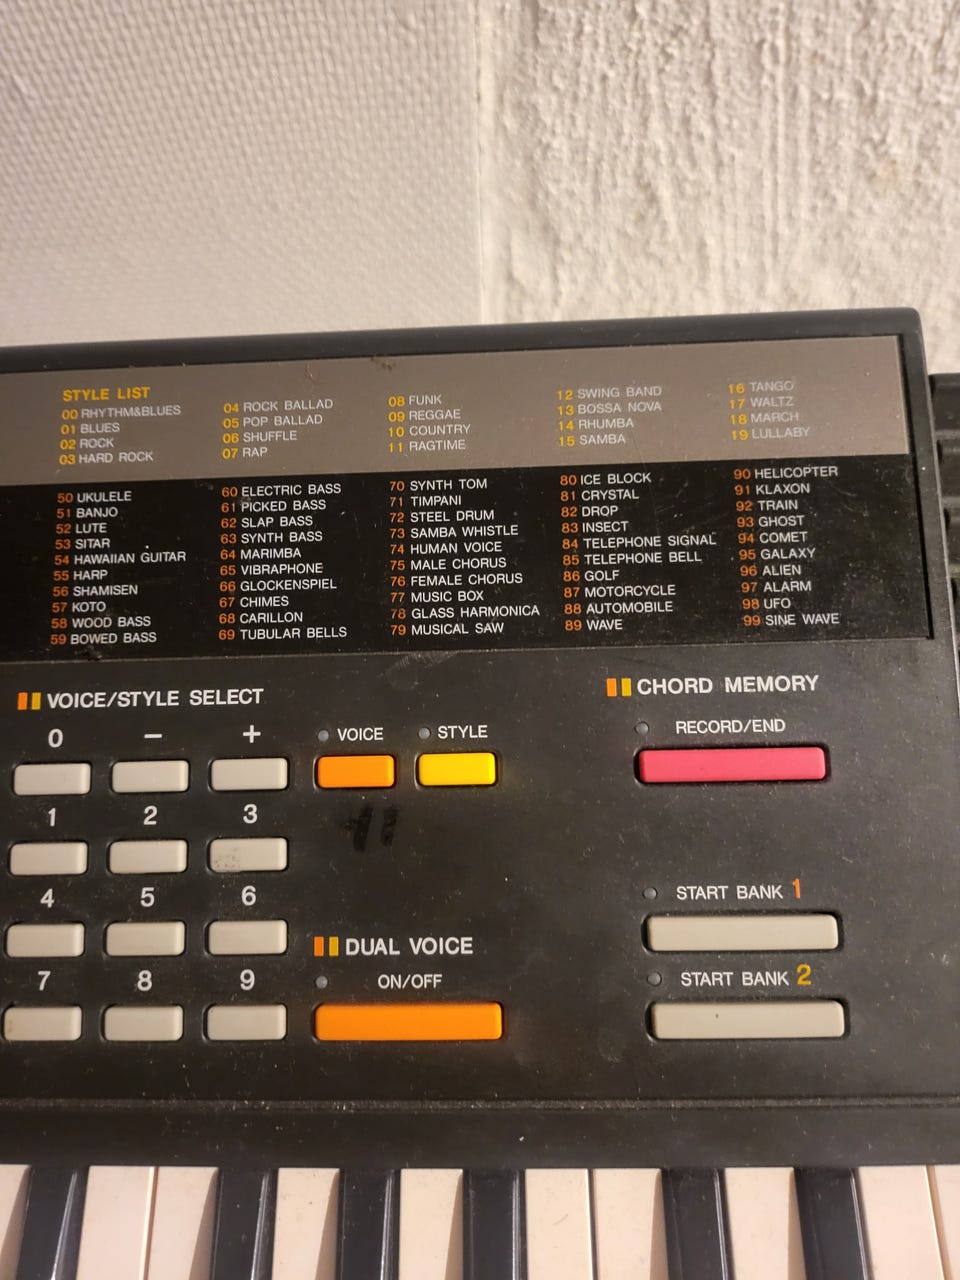 STYLE LIST
00 RHYTHM&BLUES
01 BLUES
02 ROCK
03 HARD ROCK
04 ROCK BALLAD
05 POP BALLAD
06 SHUFFLE
07 RAP
08 FUNK
09 REGGAE
10 COUNTRY
11 RAGTIME
12 SWING BAND
13 BOSSA NOVA
14 RHUMBA
15 SAMBA
16 TANGO
17 WALTZ
18 MARCH
19 LULLABY
50 UKULELE
51 BANJO
52 LUTE
53 SITAR
54 HAWAIIAN GUITAR
55 HARP
56 SHAMISEN
57 KOTO
58 WOOD BASS
59 BOWED BASS
60 ELECTRIC BASS
61 PICKED BASS
62 SLAP BASS
63 SYNTH BASS
64 MARIMBA
65 VIBRAPHONE
66 GLOCKENSPIEL
67 CHIMES
68 CARILLON
69 TUBULAR BELLS
70 SYNTH TOM
71 TIMPANI
72 STEEL DRUM
73 SAMBA WHISTLE
74 HUMAN VOICE
75 MALE CHORUS
76 FEMALE CHORUS
77 MUSIC BOX
78 GLASS HARMONICA
79 MUSICAL SAW
80 ICE BLOCK
81 CRYSTAL
82 DROP
83 INSECT
84 TELEPHONE SIGNAL
85 TELEPHONE BELL
86 GOLF
87 MOTORCYCLE
88 AUTOMOBILE
89 WAVE
90 HELICOPTER
91 KLAXON
92 TRAIN
93 GHOST
94 COMET
95 GALAXY
96 ALIEN
97 ALARM
98 UFO
99 SINE WAVE
VOICE/STYLE SELECT
0 − +
1 2 3
4 5 6
7 8 9
VOICE STYLE
DUAL VOICE
ON/OFF
CHORD MEMORY
RECORD/END
START BANK 1
START BANK 2